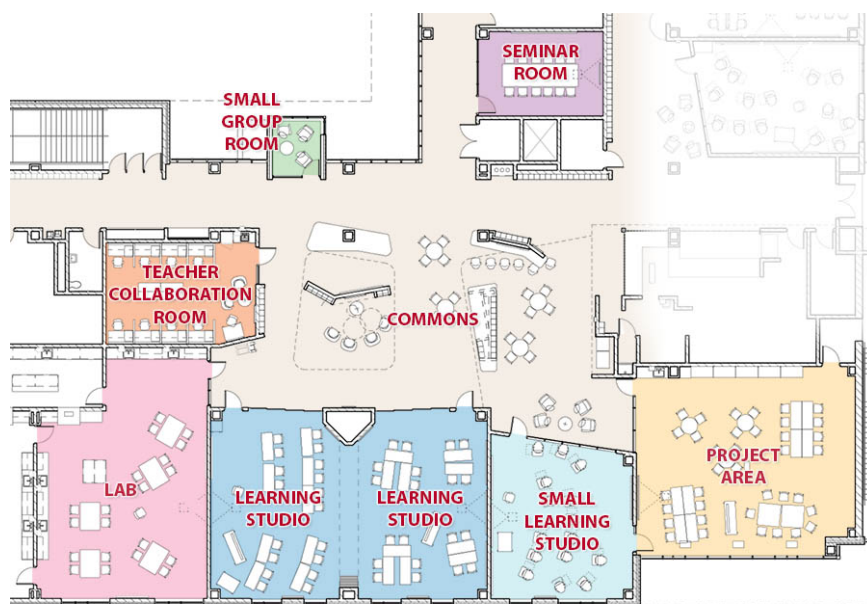 SEMINAR
ROOM
SMALL
GROUP
ROOM
TEACHER
COLLABORATION
ROOM
COMMONS
LAB
LEARNING
STUDIO
LEARNING
STUDIO
SMALL
LEARNING
STUDIO
PROJECT
AREA